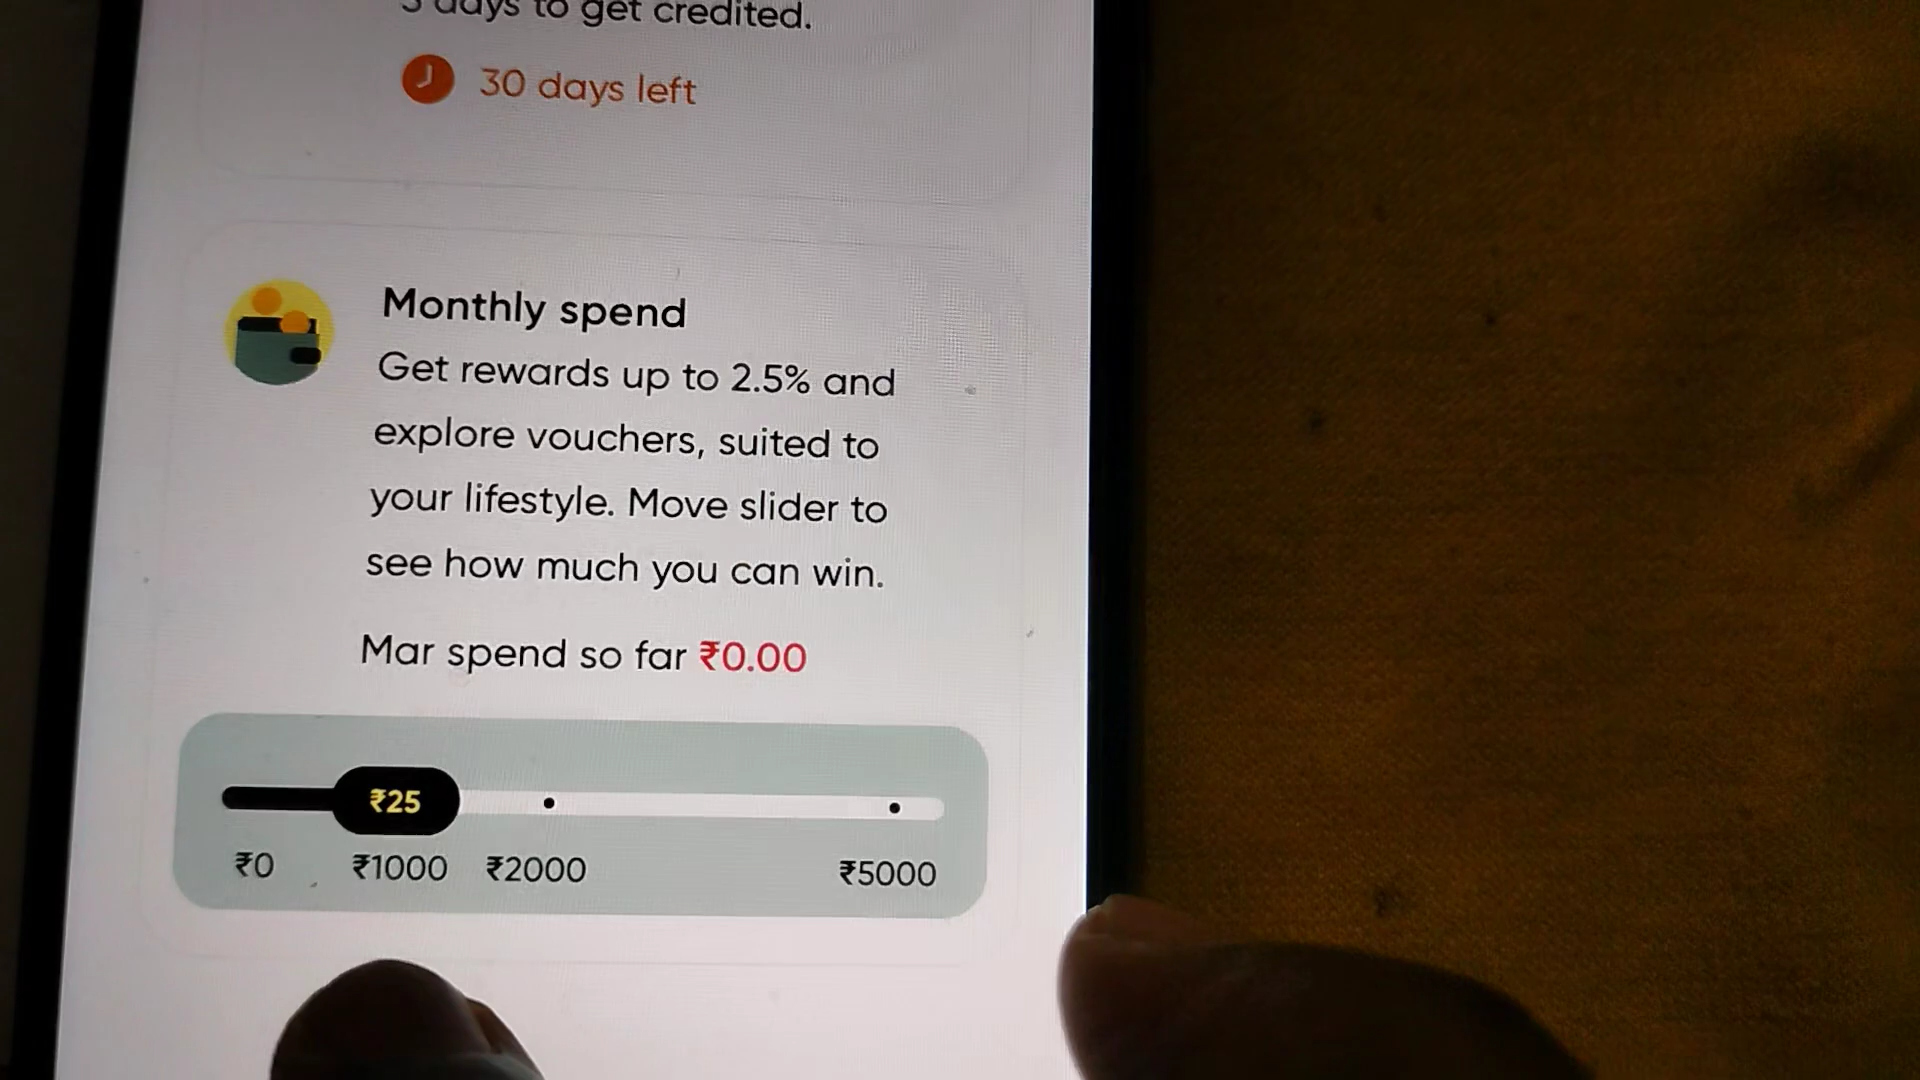 days to get credited.
30 days left
Monthly spend
Get rewards up to 2.5% and
explore vouchers, suited to
your lifestyle. Move slider to
see how much you can win.
Mar spend so far ₹0.00
₹25
₹0 ₹1000 ₹2000 ₹5000